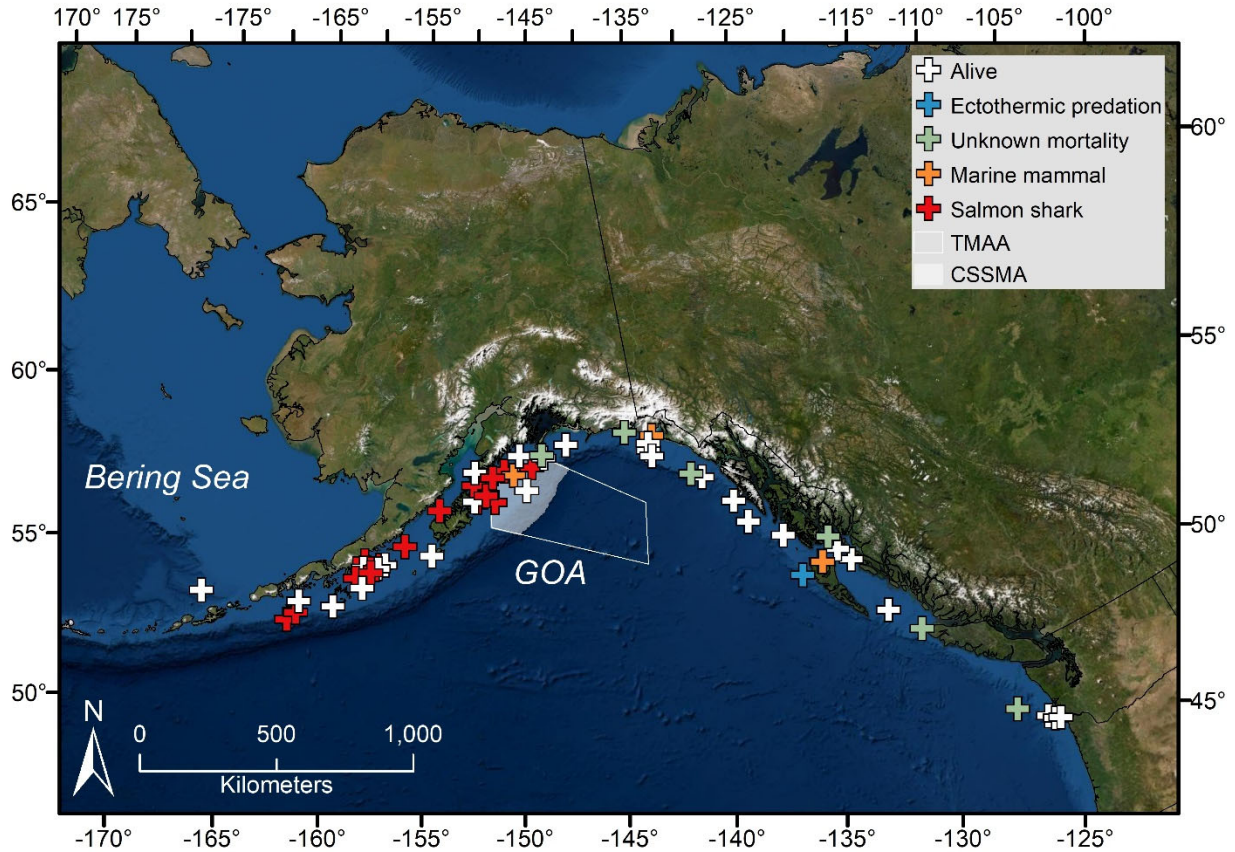 170° 175° -175° -165° -155° -145° -135° -125° -115° -110° -105° -100°
Alive
Ectothermic predation
Unknown mortality
Marine mammal
Salmon shark
TMAA
CSSMA
60°
65°
55°
60°
Bering Sea
55°
50°
GOA
50°
45°
N
0 500 1,000
Kilometers
-170° -165° -160° -155° -150° -145° -140° -135° -130° -125°